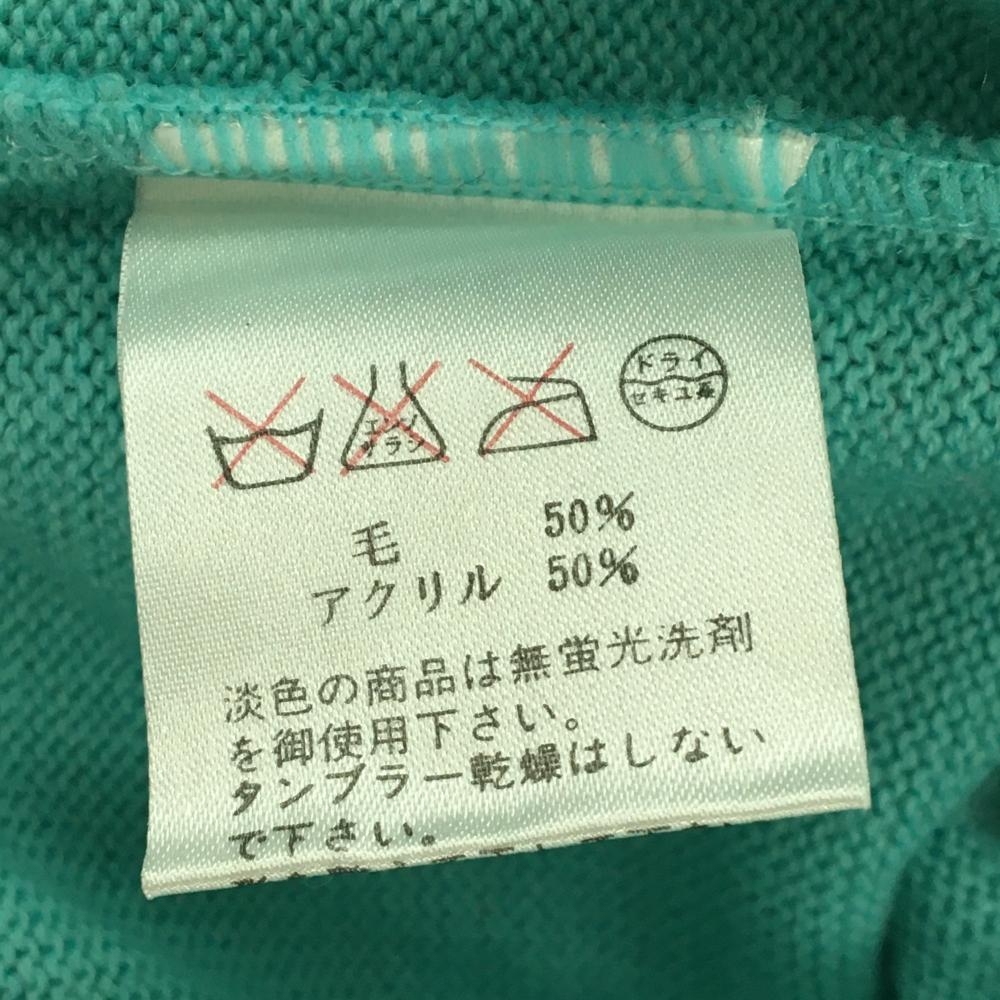 エンソ
サラシ
ドライ
セキユ系
毛 50%
アクリル 50%
淡色の商品は無蛍光洗剤
を御使用下さい。
タンブラー乾燥はしない
で下さい。